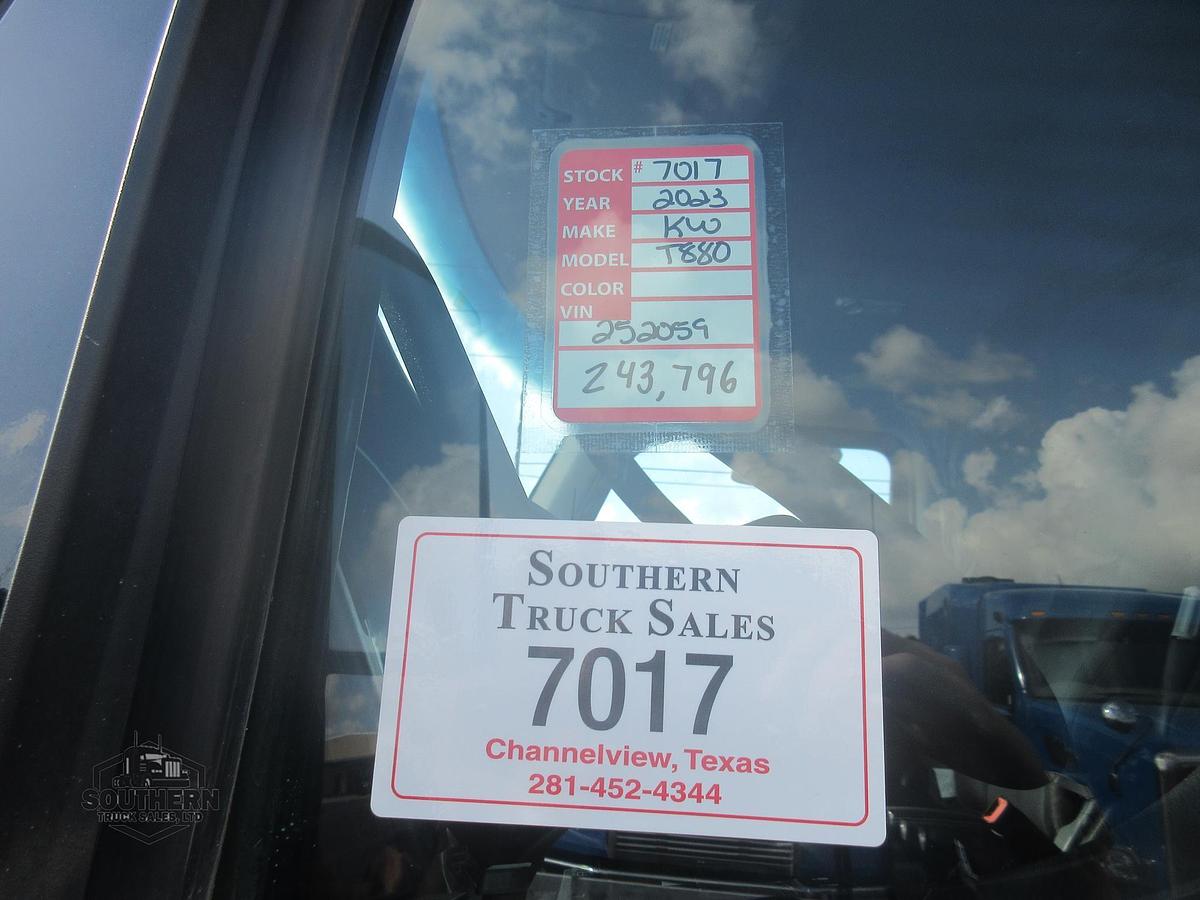 STOCK # 7017
YEAR 2023
MAKE KW
MODEL T880
COLOR
VIN
252059
243,796
SOUTHERN
TRUCK SALES
7017
Channelview, Texas
281-452-4344
SOUTHERN
TRUCK SALES, LTD